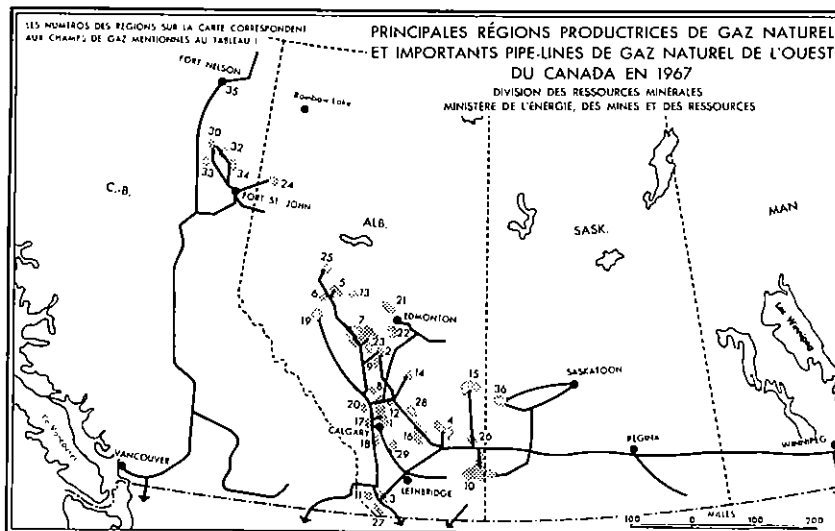 LES NUMÉROS DES RÉGIONS SUR LA CARTE CORRESPONDENT
AUX CHAMPS DE GAZ MENTIONNÉS AU TABLEAU I
PRINCIPALES RÉGIONS PRODUCTRICES DE GAZ NATUREL
ET IMPORTANTS PIPE-LINES DE GAZ NATUREL DE L'OUEST
DU CANADA EN 1967
DIVISION DES RESSOURCES MINÉRALES
MINISTÈRE DE L'ÉNERGIE, DES MINES ET DES RESSOURCES
FORT NELSON
35
Rainbow Lake
30
32
33
34
24
FORT ST. JOHN
C.-B.
ALB.
SASK.
MAN
25
6
5
13
21
19
EDMONTON
7
22
23
2
9
14
15
36
SASKATOON
8
20
12
28
17
1
4
CALGARY
16
26
18
29
Lac Winnipeg
VANCOUVER
LETHBRIDGE
10
REGINA
WINNIPEG
11
3
27
MILLES
100
0
100
200